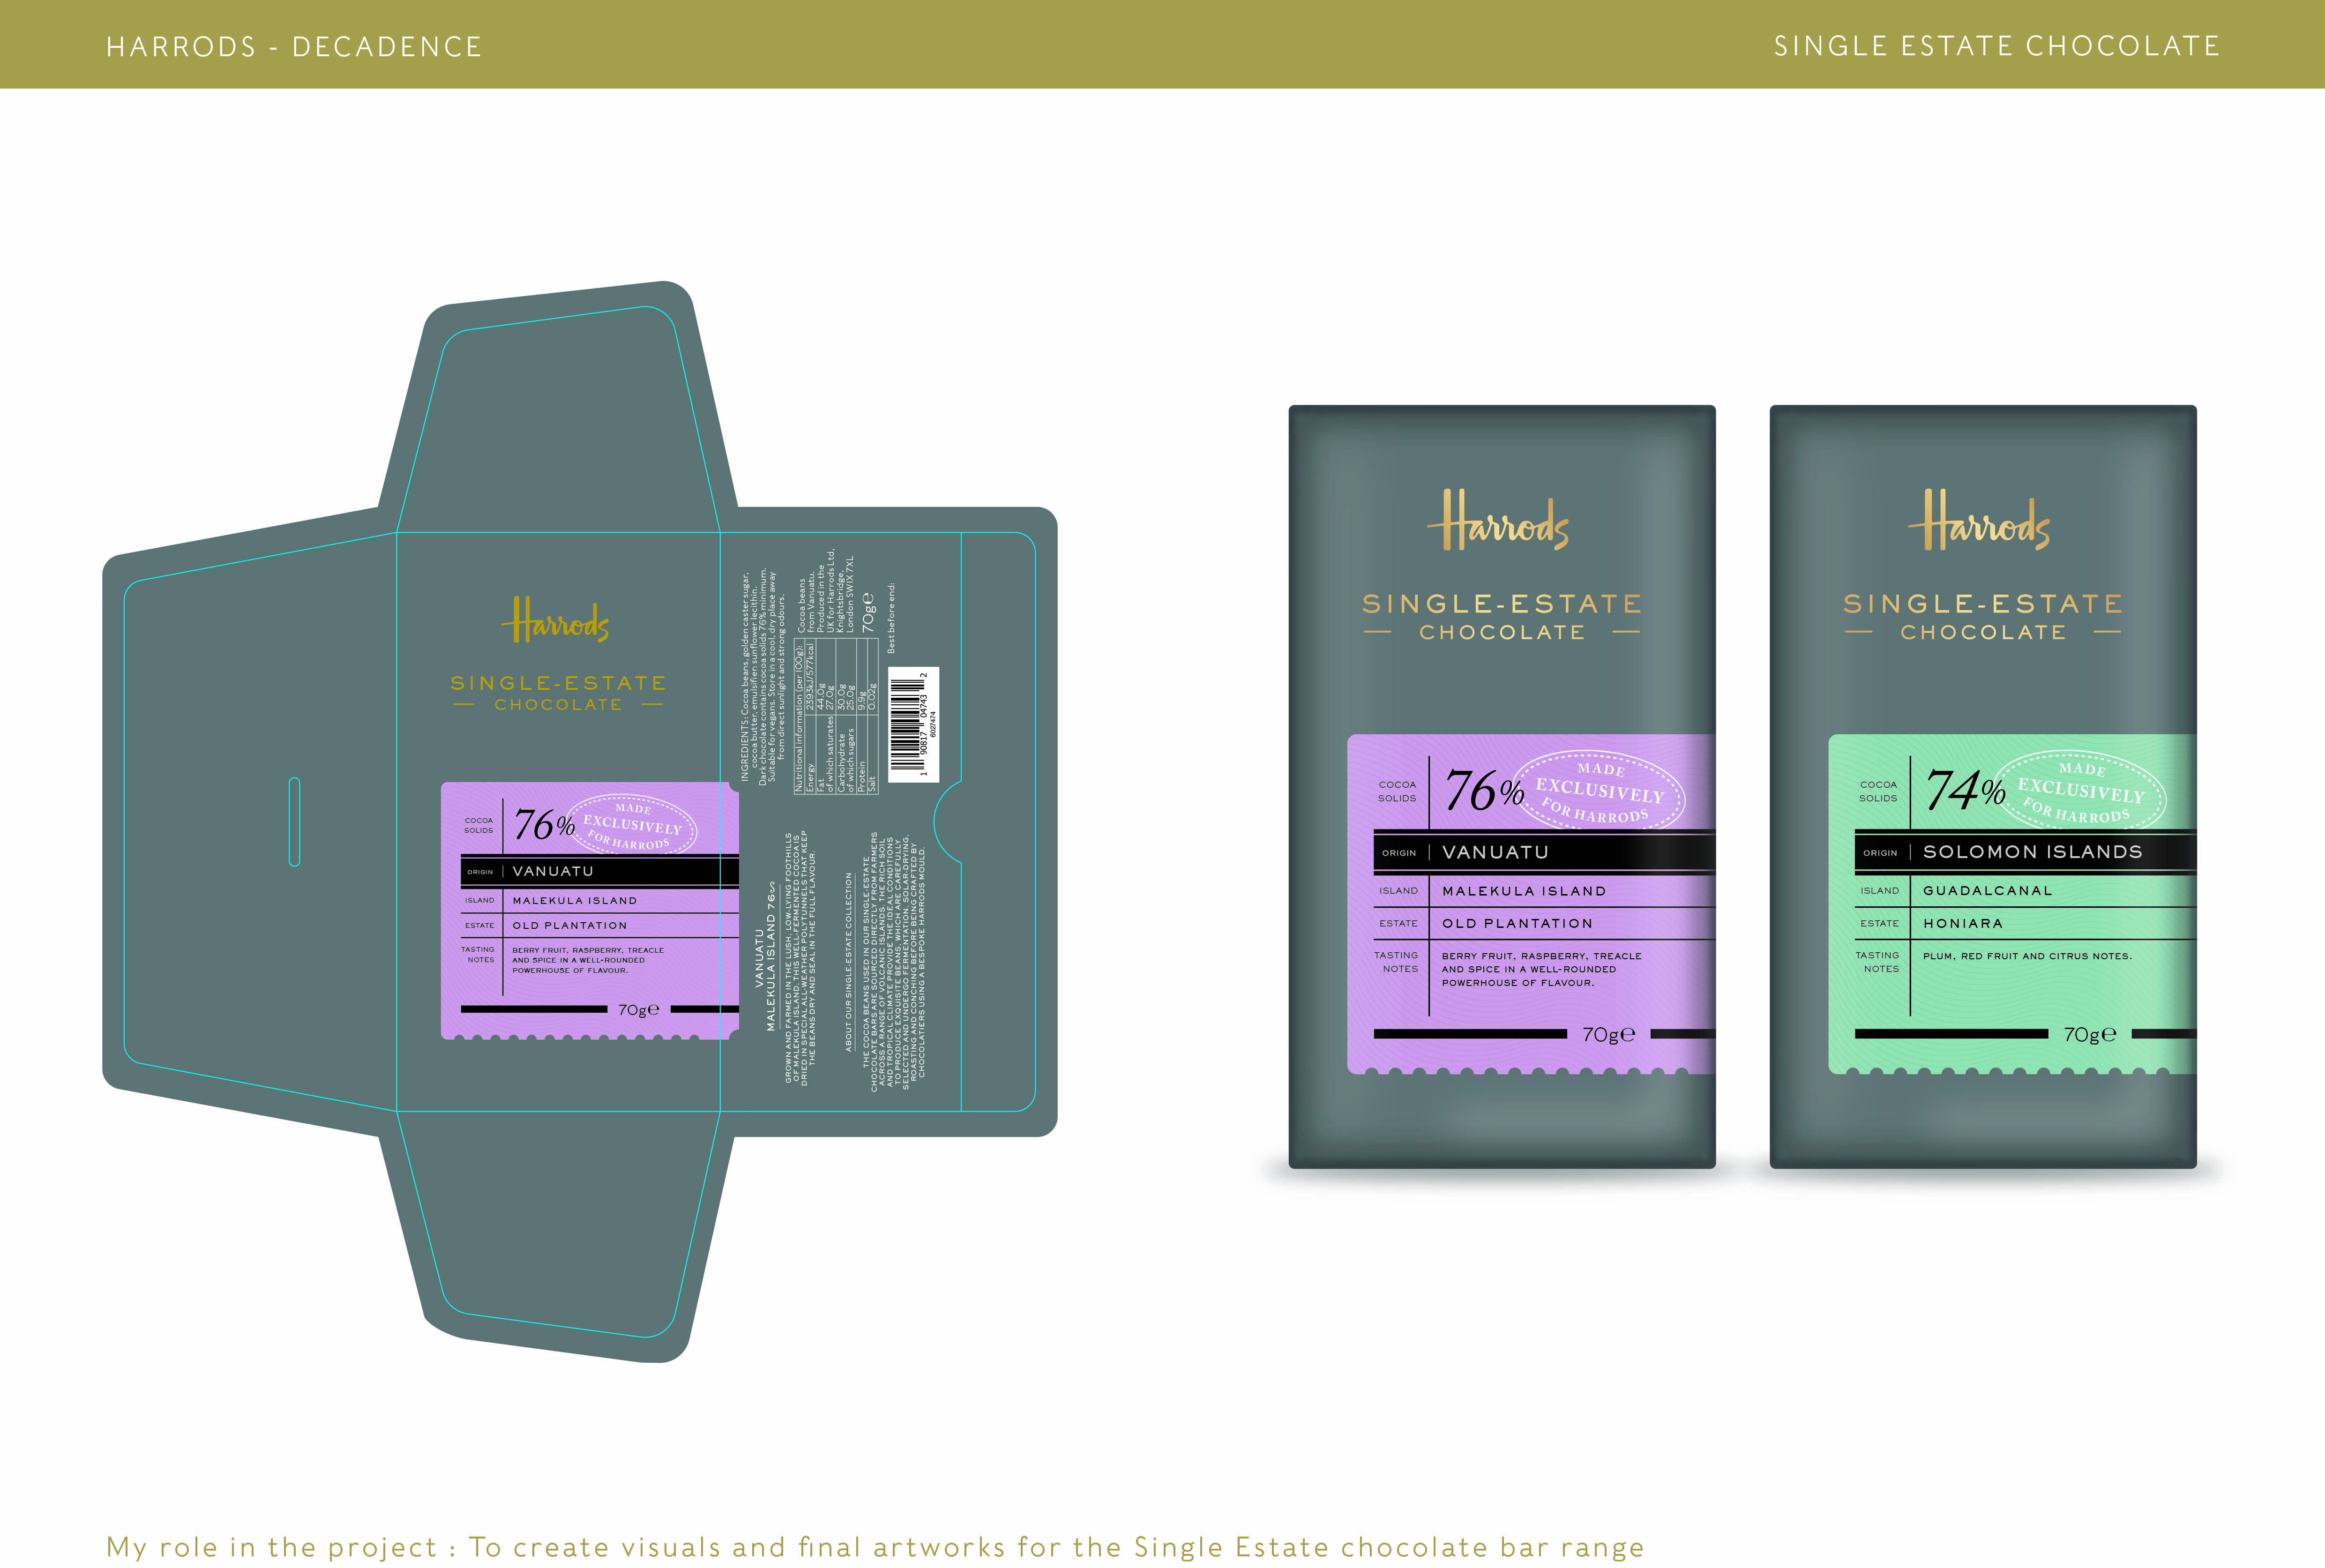 HARRODS - DECADENCE
SINGLE ESTATE CHOCOLATE
Harrods
SINGLE-ESTATE
CHOCOLATE
COCOA
SOLIDS
76%
MADE
EXCLUSIVELY
FOR HARRODS
ORIGIN
VANUATU
ISLAND
MALEKULA ISLAND
ESTATE
OLD PLANTATION
TASTING
NOTES
BERRY FRUIT, RASPBERRY, TREACLE
AND SPICE IN A WELL-ROUNDED
POWERHOUSE OF FLAVOUR.
70g℮
INGREDIENTS: Cocoa beans, golden caster sugar,
cocoa butter, emulsifier: sunflower lecithin.
Dark chocolate contains cocoa solids 76% minimum.
Suitable for vegans. Store in a cool, dry place away
from direct sunlight and strong odours.
Nutritional information (per 100g):
Energy 2393kJ/577kcal
Fat 44.0g
of which saturates 27.0g
Carbohydrate 30.0g
of which sugars 25.0g
Protein 9.9g
Salt 0.02g
Cocoa beans
from Vanuatu.
Produced in the
UK for Harrods Ltd,
Knightsbridge,
London SW1X 7XL
70g℮
Best before end:
1 90817 04743 2
6027474
VANUATU
MALEKULA ISLAND 76%
GROWN AND FARMED IN THE LUSH, LOW-LYING FOOTHILLS
OF MALEKULA ISLAND, THIS WELL-FERMENTED COCOA IS
DRIED IN SPECIAL ALL-WEATHER POLYTUNNELS THAT KEEP
THE BEANS DRY AND SEAL IN THE FULL FLAVOUR.
ABOUT OUR SINGLE-ESTATE COLLECTION
THE COCOA BEANS USED IN OUR SINGLE-ESTATE
CHOCOLATE BARS ARE SOURCED DIRECTLY FROM FARMERS
ACROSS A RANGE OF VOLCANIC ISLANDS. THE RICH SOIL
AND TROPICAL CLIMATE PROVIDE THE IDEAL CONDITIONS
TO PRODUCE EXQUISITE BEANS, WHICH ARE CAREFULLY
SELECTED AND UNDERGO FERMENTATION, SOLAR-DRYING,
ROASTING AND CONCHING BEFORE BEING CRAFTED BY
CHOCOLATIERS USING A BESPOKE HARRODS MOULD.
Harrods
SINGLE-ESTATE
CHOCOLATE
COCOA
SOLIDS
76%
MADE
EXCLUSIVELY
FOR HARRODS
ORIGIN
VANUATU
ISLAND
MALEKULA ISLAND
ESTATE
OLD PLANTATION
TASTING
NOTES
BERRY FRUIT, RASPBERRY, TREACLE
AND SPICE IN A WELL-ROUNDED
POWERHOUSE OF FLAVOUR.
70g℮
Harrods
SINGLE-ESTATE
CHOCOLATE
COCOA
SOLIDS
74%
MADE
EXCLUSIVELY
FOR HARRODS
ORIGIN
SOLOMON ISLANDS
ISLAND
GUADALCANAL
ESTATE
HONIARA
TASTING
NOTES
PLUM, RED FRUIT AND CITRUS NOTES.
70g℮
My role in the project : To create visuals and final artworks for the Single Estate chocolate bar range